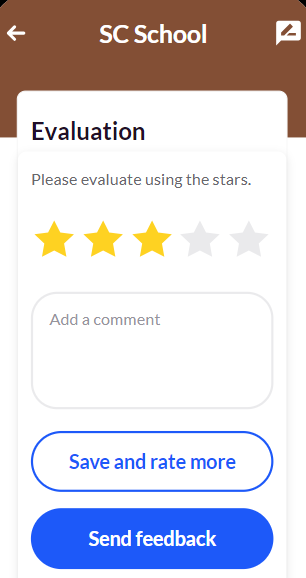 SC School
Evaluation
Please evaluate using the stars.
Add a comment
Save and rate more
Send feedback